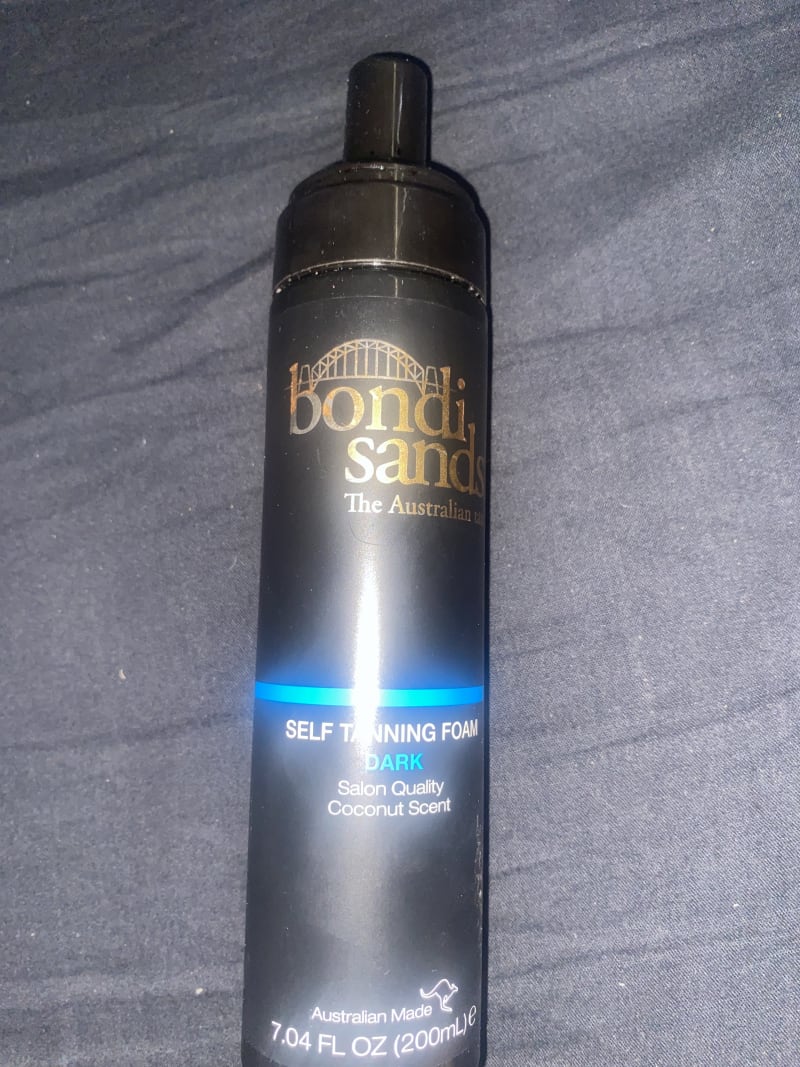 bondi
sands
The Australian
SELF TANNING FOAM
DARK
Salon Quality
Coconut Scent
Australian Made
7.04 FL OZ (200mL) e